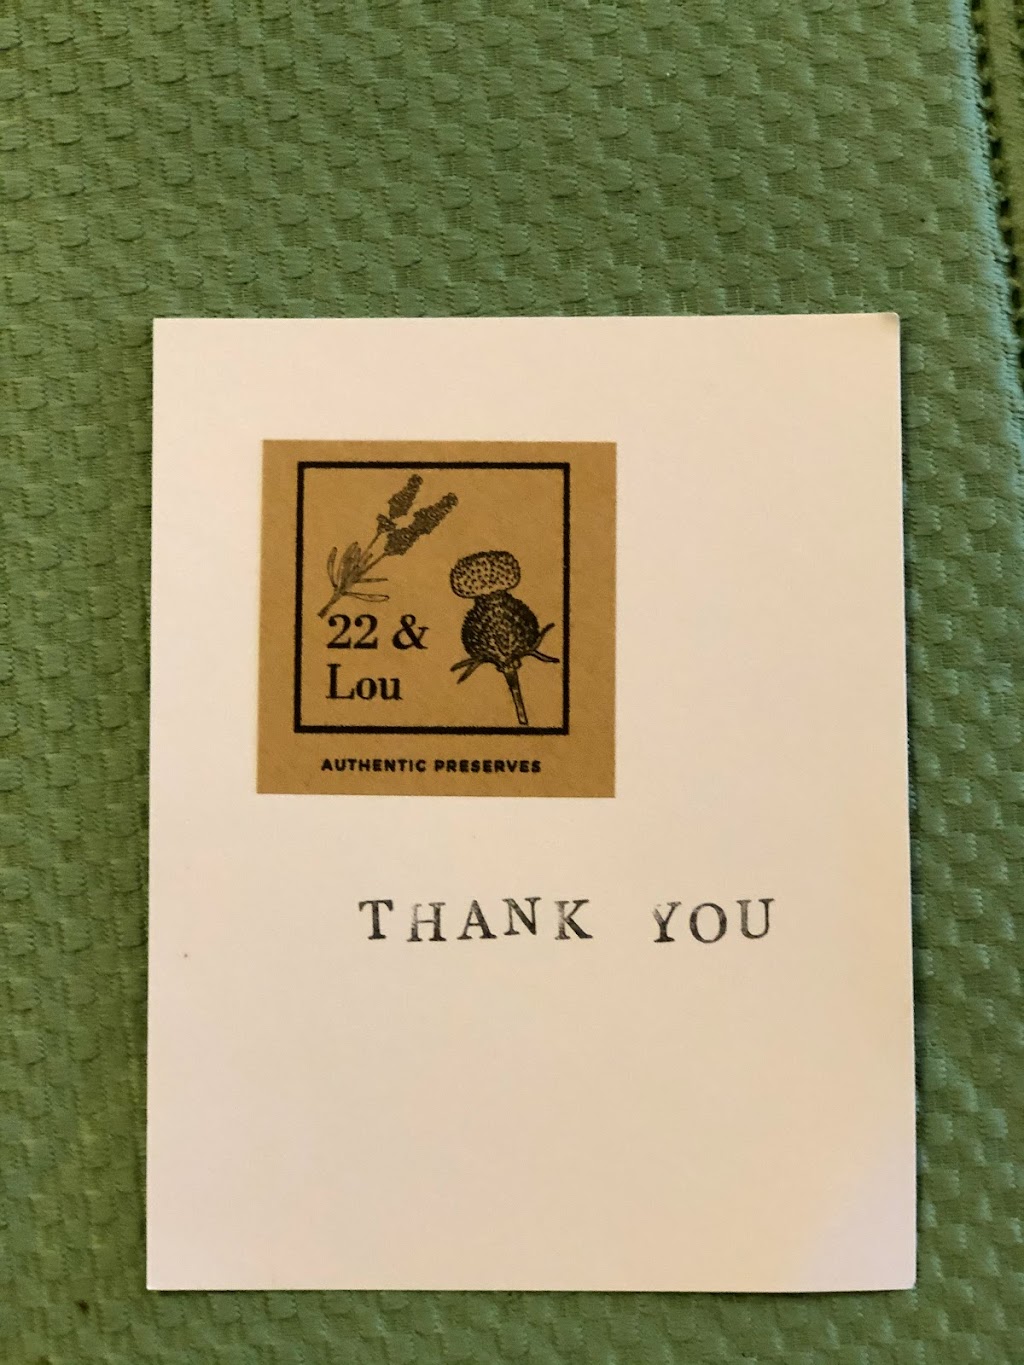 22 &
Lou
AUTHENTIC PRESERVES
THANK YOU